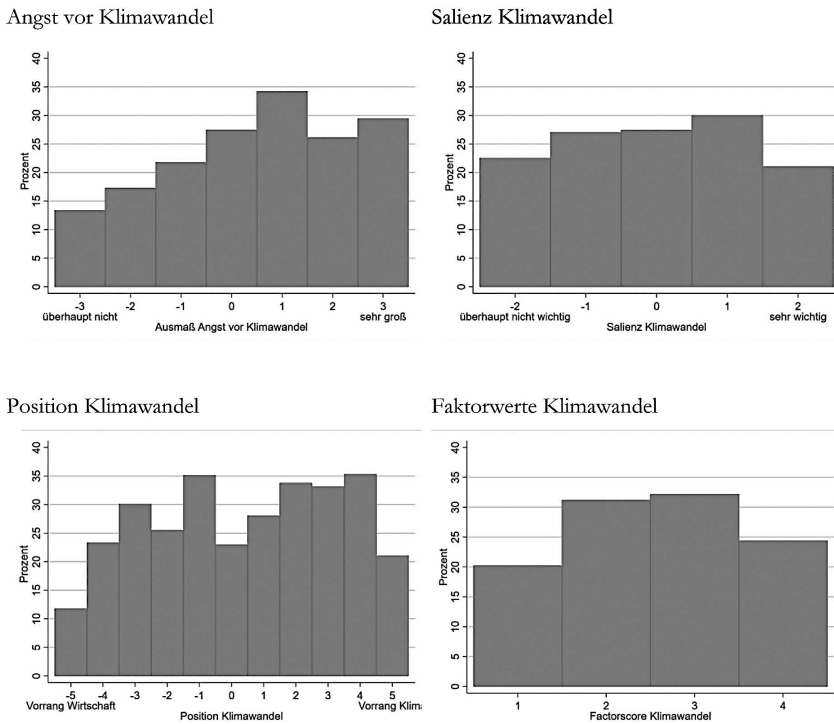 Angst vor Klimawandel
40
35
30
25
20
15
10
5
0
Prozent
-3 -2 -1 0 1 2 3
überhaupt nicht sehr groß
Ausmaß Angst vor Klimawandel
Salienz Klimawandel
40
35
30
25
20
15
10
5
0
Prozent
-2 -1 0 1 2
überhaupt nicht wichtig sehr wichtig
Salienz Klimawandel
Position Klimawandel
40
35
30
25
20
15
10
5
0
Prozent
-5 -4 -3 -2 -1 0 1 2 3 4 5
Vorrang Wirtschaft Vorrang Klima
Position Klimawandel
Faktorwerte Klimawandel
40
35
30
25
20
15
10
5
0
Prozent
1 2 3 4
Factorscore Klimawandel